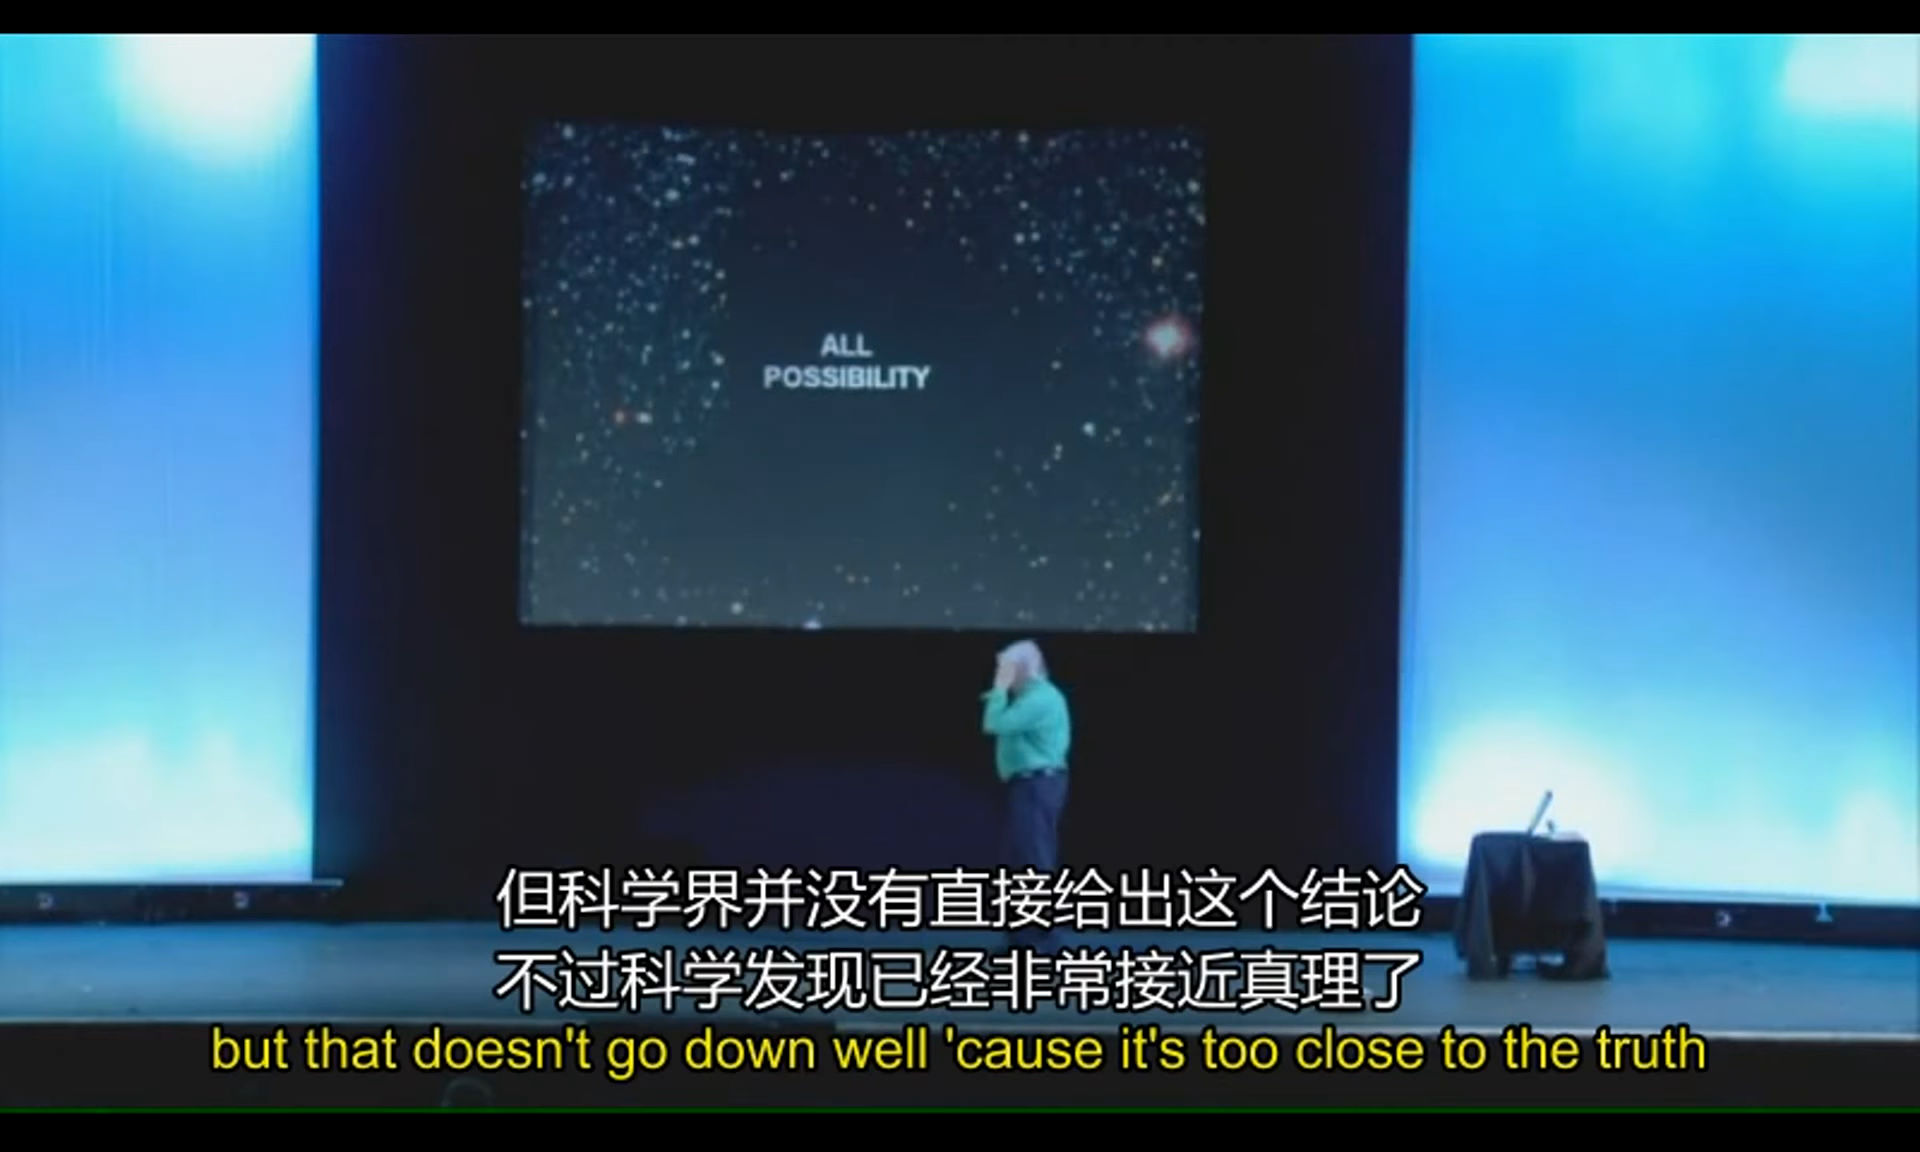 ALL
POSSIBILITY
但科学界并没有直接给出这个结论
不过科学发现已经非常接近真理了
but that doesn't go down well 'cause it's too close to the truth